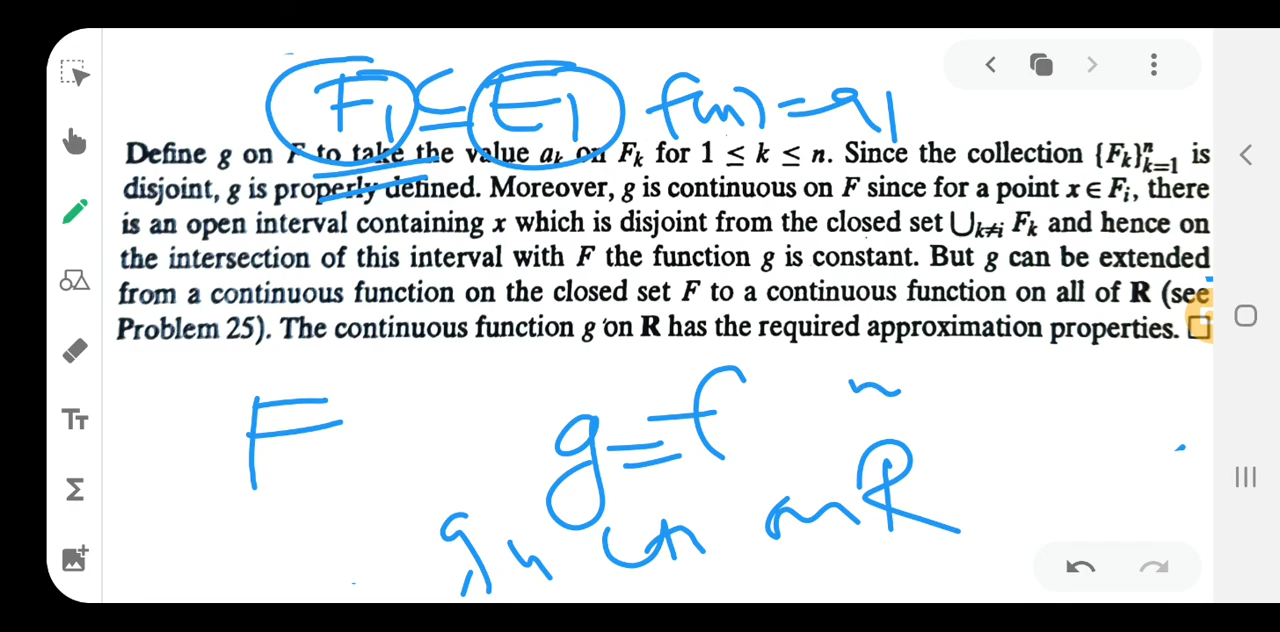 F₁ ⊆ E₁ f(x) = a₁
Define g on F to take the value aₖ on Fₖ for 1 ≤ k ≤ n. Since the collection {Fₖ}ⁿₖ₌₁ is
disjoint, g is properly defined. Moreover, g is continuous on F since for a point x ∈ Fᵢ, there
is an open interval containing x which is disjoint from the closed set ⋃ₖ≠ᵢ Fₖ and hence on
the intersection of this interval with F the function g is constant. But g can be extended
from a continuous function on the closed set F to a continuous function on all of R (see
Problem 25). The continuous function g on R has the required approximation properties. □
F g = f
on R
Tт
Σ